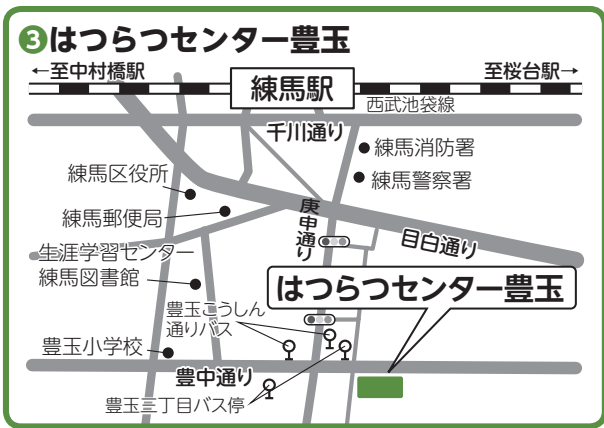 ❸はつらつセンター豊玉
←至中村橋駅
練馬駅
至桜台駅→
西武池袋線
千川通り
練馬消防署
練馬警察署
練馬区役所
練馬郵便局
庚申通り
目白通り
生涯学習センター
練馬図書館
はつらつセンター豊玉
豊玉こうしん
通りバス
豊玉小学校
豊中通り
豊玉三丁目バス停